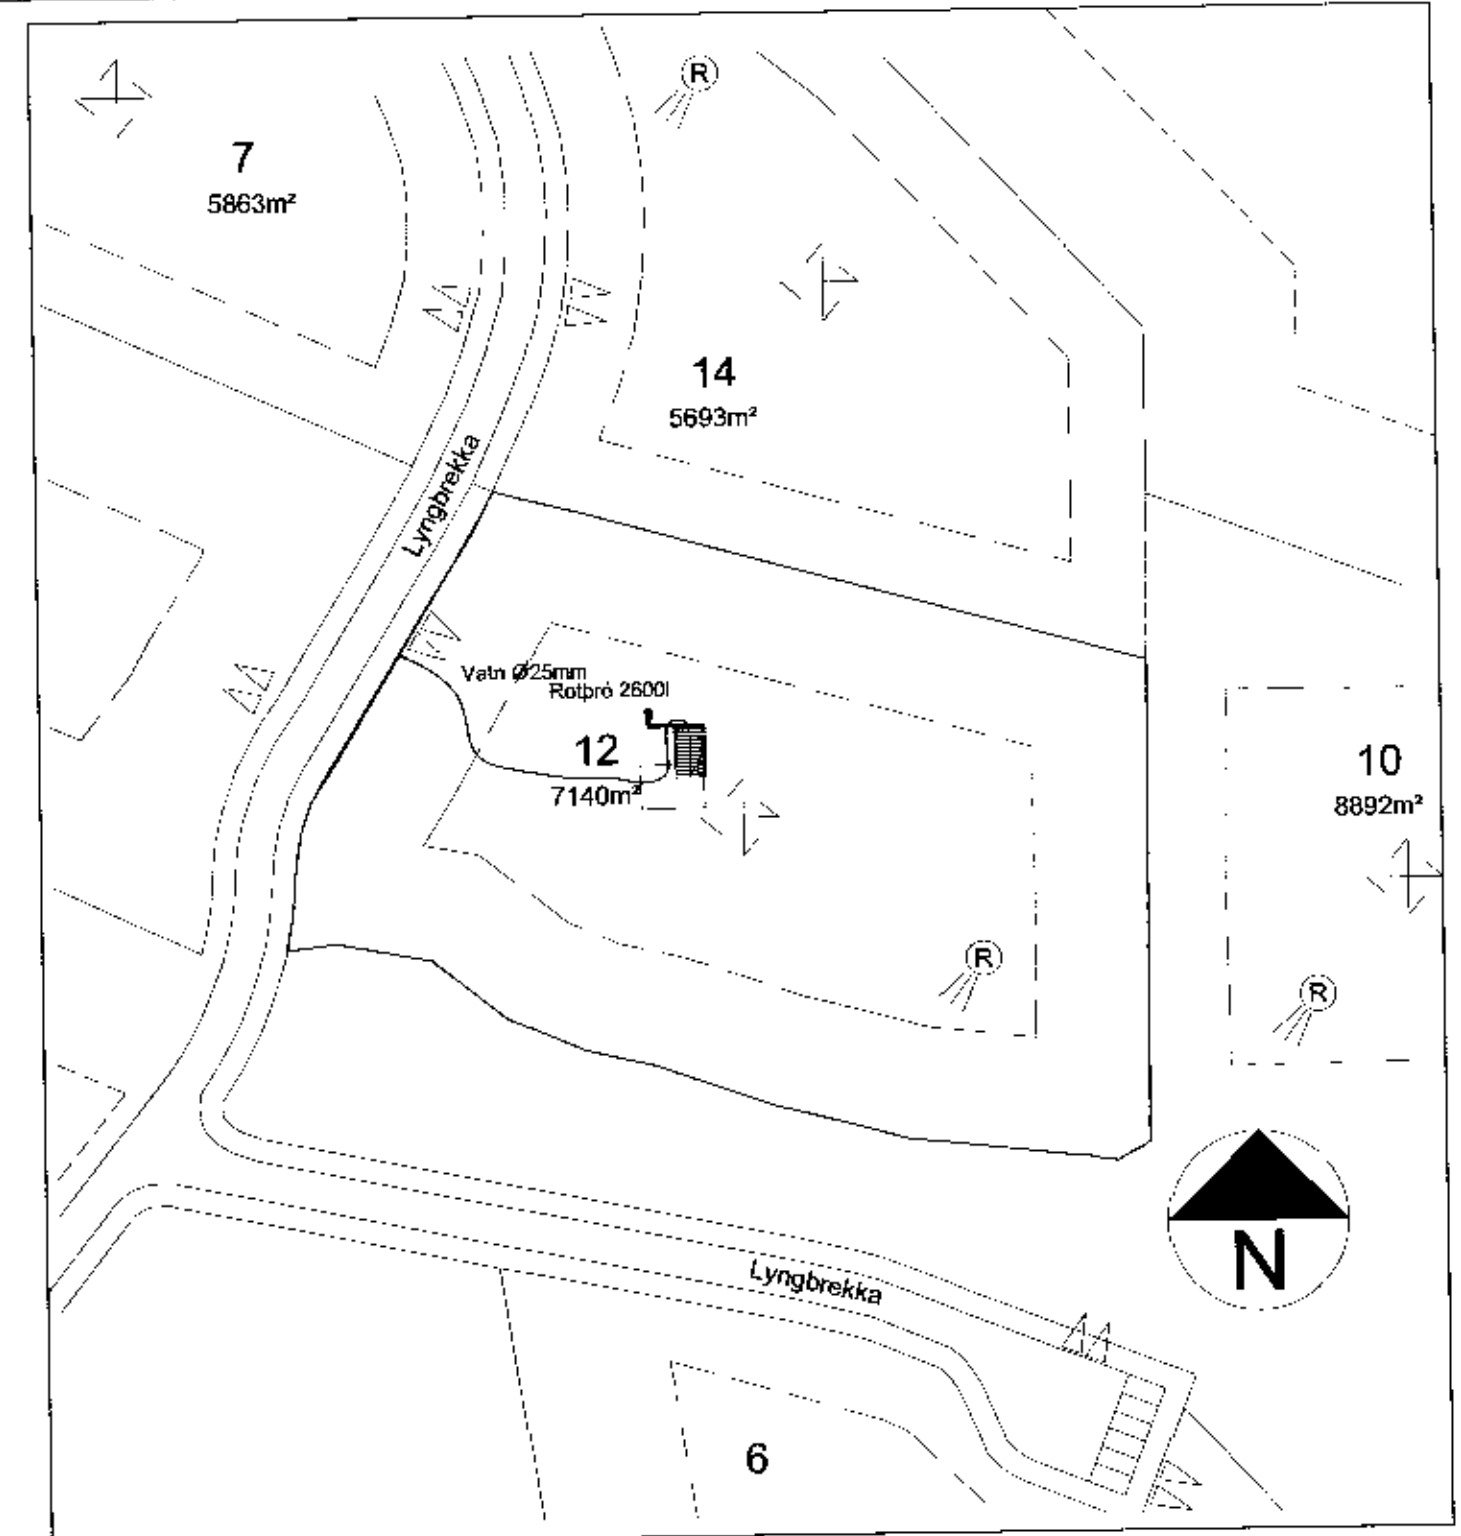 R
7
5863m²
14
5693m²
Lyngbrekka
Vatn Ø25mm
Rotþró 2600l
12
7140m²
10
8892m²
R
R
N
Lyngbrekka
6